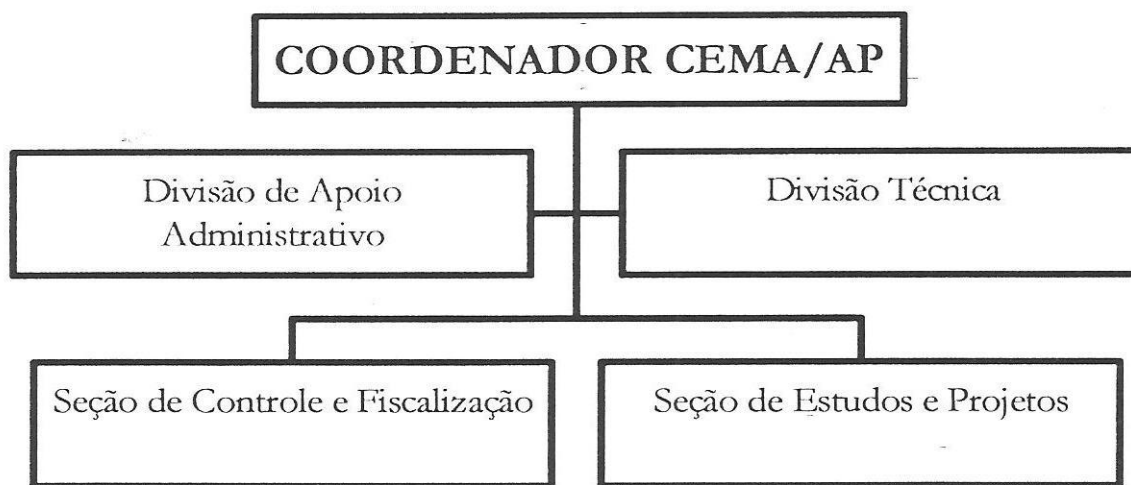 COORDENADOR CEMA/AP
Divisão de Apoio
Administrativo
Divisão Técnica
Seção de Controle e Fiscalização
Seção de Estudos e Projetos